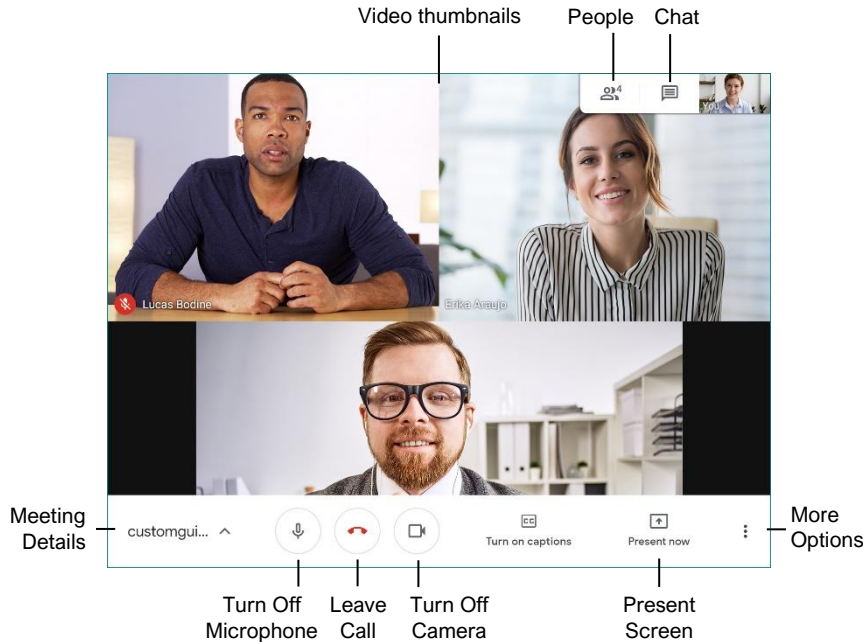 Video thumbnails People Chat
4
You
Lucas Bodine
Erika Araujo
Meeting
Details
customgui...
CC
Turn on captions
Present now
More
Options
Turn Off
Microphone
Leave
Call
Turn Off
Camera
Present
Screen